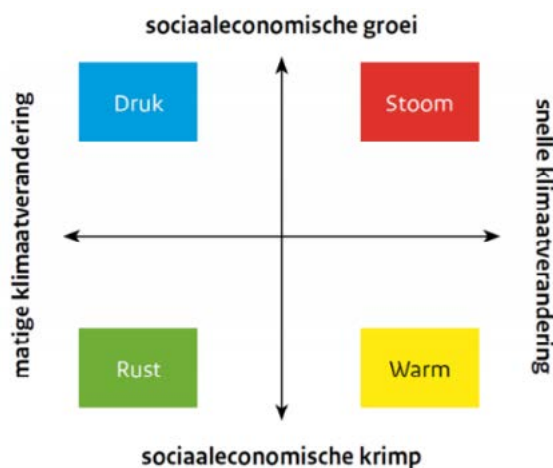 sociaaleconomische groei
Druk
Stoom
matige klimaatverandering
snelle klimaatverandering
Rust
Warm
sociaaleconomische krimp